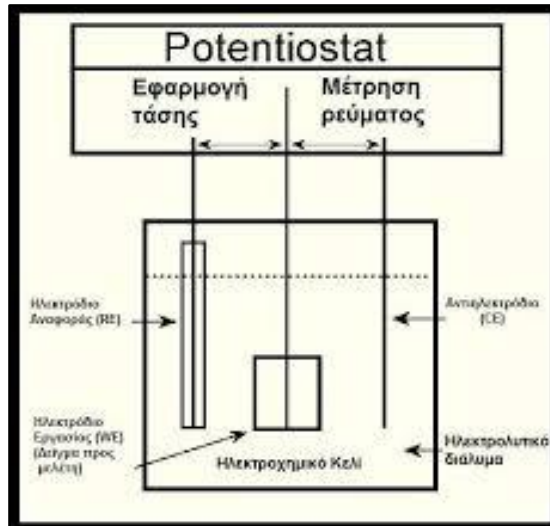 Potentiostat
Εφαρμογή
τάσης
Μέτρηση
ρεύματος
Ηλεκτρόδιο
Αναφοράς (RE)
Αντιηλεκτρόδιο
(CE)
Ηλεκτρόδιο
Εργασίας (WE)
(Δείγμα προς
μελέτη)
Ηλεκτροχημικό Κελί
Ηλεκτρολυτικό
διάλυμα